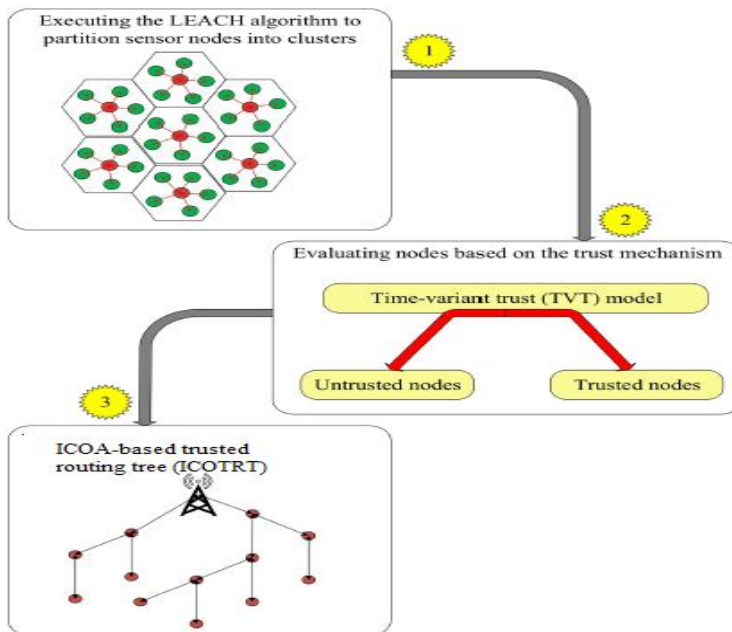 Executing the LEACH algorithm to
partition sensor nodes into clusters
1
2
Evaluating nodes based on the trust mechanism
Time-variant trust (TVT) model
Untrusted nodes
Trusted nodes
3
ICOA-based trusted
routing tree (ICOTRT)